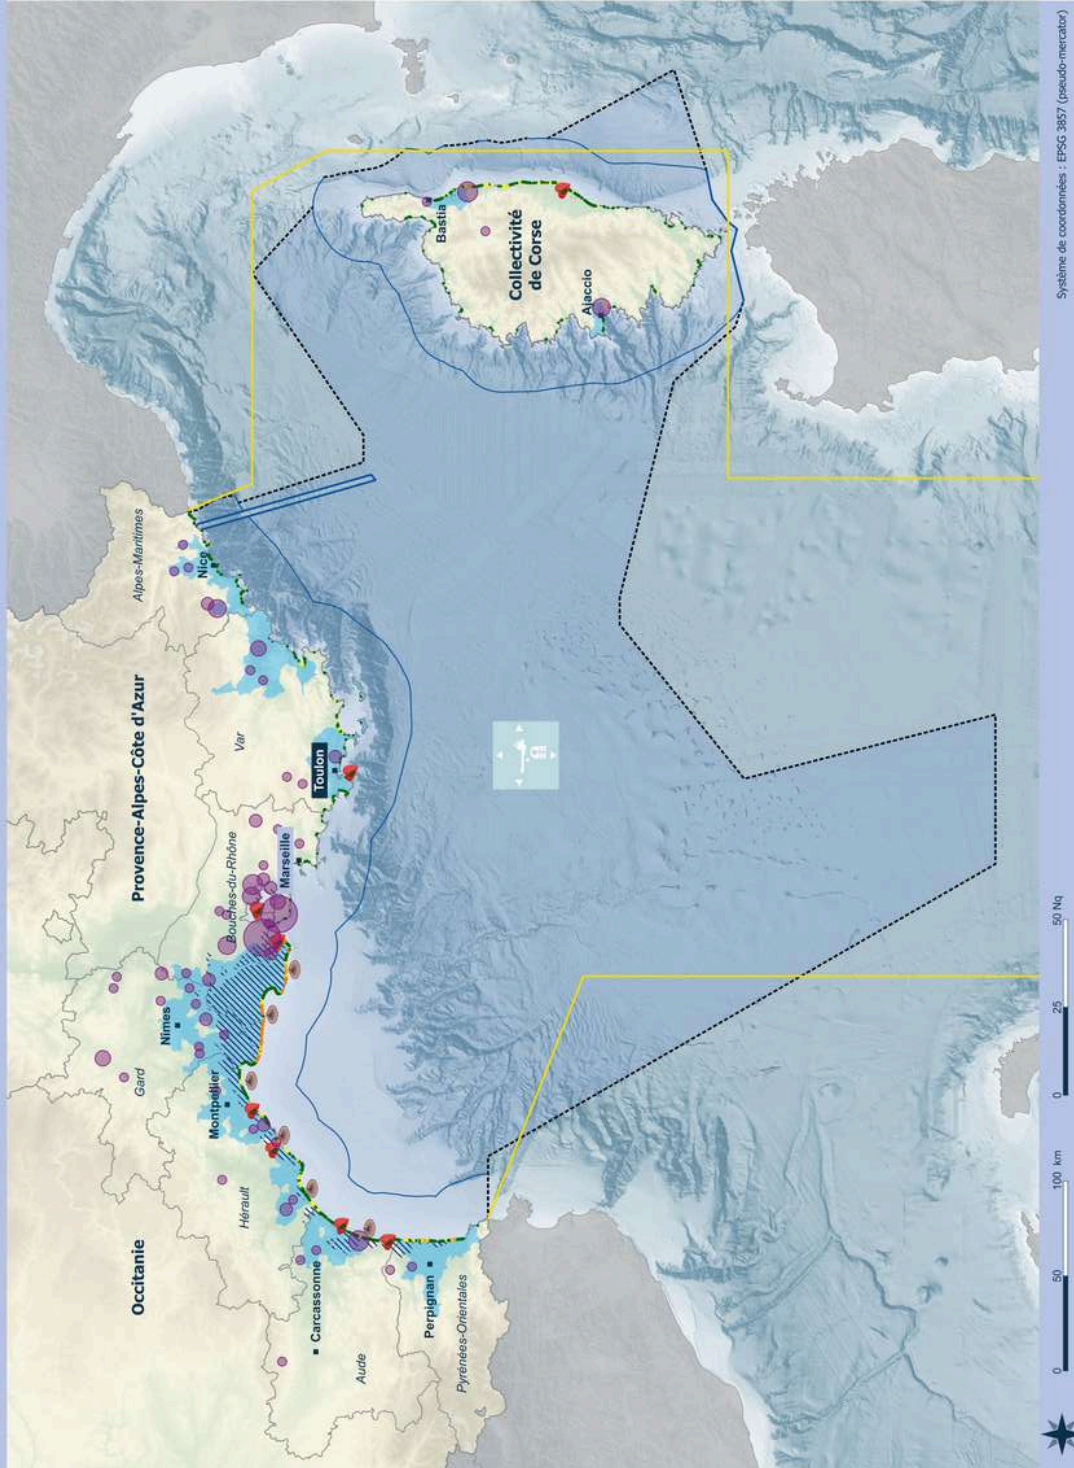 Occitanie
Provence-Alpes-Côte d'Azur
Gard
Alpes-Maritimes
Nîmes
Hérault
Montpellier
Bouches-du-Rhône
Var
Nice
Marseille
Carcassonne
Toulon
Aude
Perpignan
Pyrénées-Orientales
Bastia
Collectivité
de Corse
Ajaccio
0 50 100 km
0 25 50 Nq
Système de coordonnées : EPSG 3857 (pseudo-mercator)